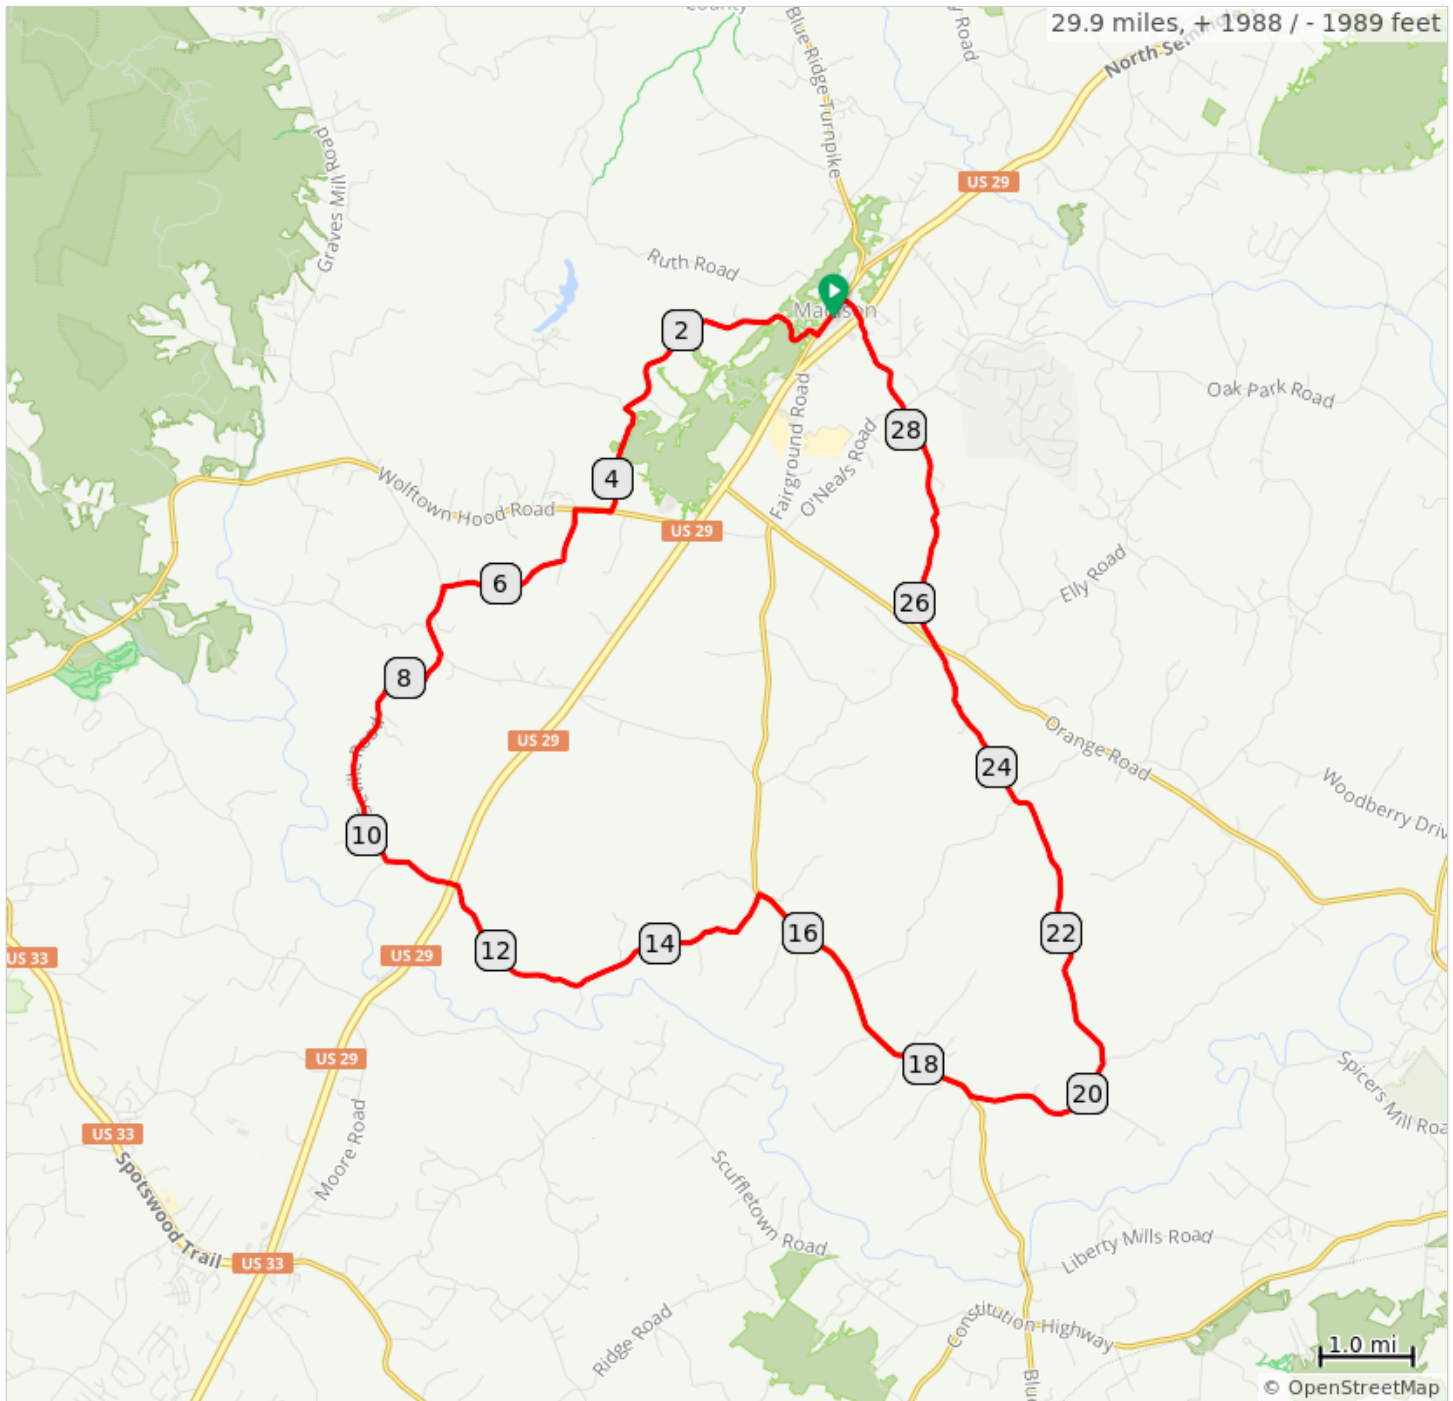 29.9 miles, + 1988 / - 1989 feet
Blue Ridge Turnpike
US 29
Graves Mill Road
Ruth Road
2
Oak Park Road
Fairground Road
O'Neals Road
28
4
Wolftown Hood Road
US 29
6
Elly Road
26
8
US 29
Orange Road
24
Woodberry Driv
10
12
14
16
22
US 33
US 29
US 29
18
20
Spicers Mill Roa
US 33
Moore Road
Spotswood Trail
US 33
Scuffletown Road
Liberty Mills Road
Constitution Highway
Ridge Road
Blue
1.0 mi
© OpenStreetMap